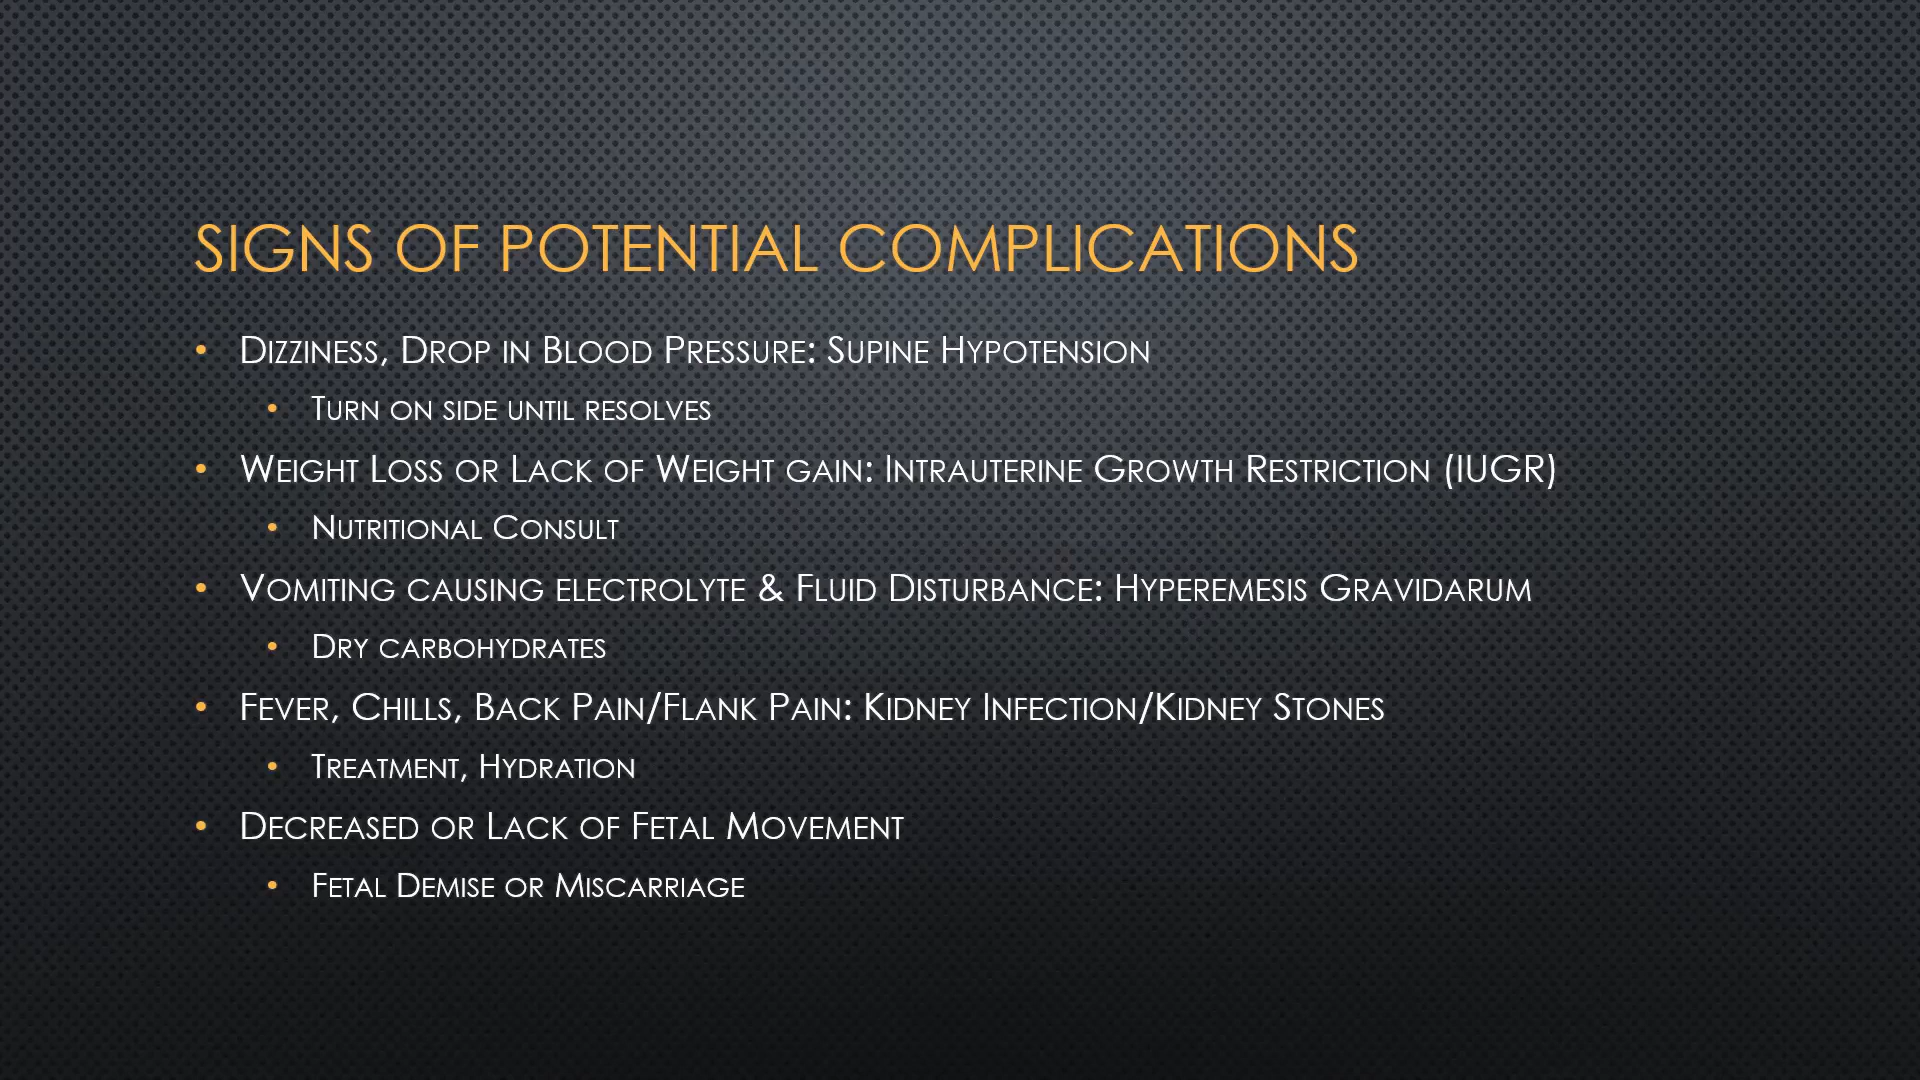 SIGNS OF POTENTIAL COMPLICATIONS
• Dizziness, Drop in Blood Pressure: Supine Hypotension
• Turn on side until resolves
• Weight Loss or Lack of Weight gain: Intrauterine Growth Restriction (IUGR)
• Nutritional Consult
• Vomiting causing electrolyte & Fluid Disturbance: Hyperemesis Gravidarum
• Dry carbohydrates
• Fever, Chills, Back Pain/Flank Pain: Kidney Infection/Kidney Stones
• Treatment, Hydration
• Decreased or Lack of Fetal Movement
• Fetal Demise or Miscarriage